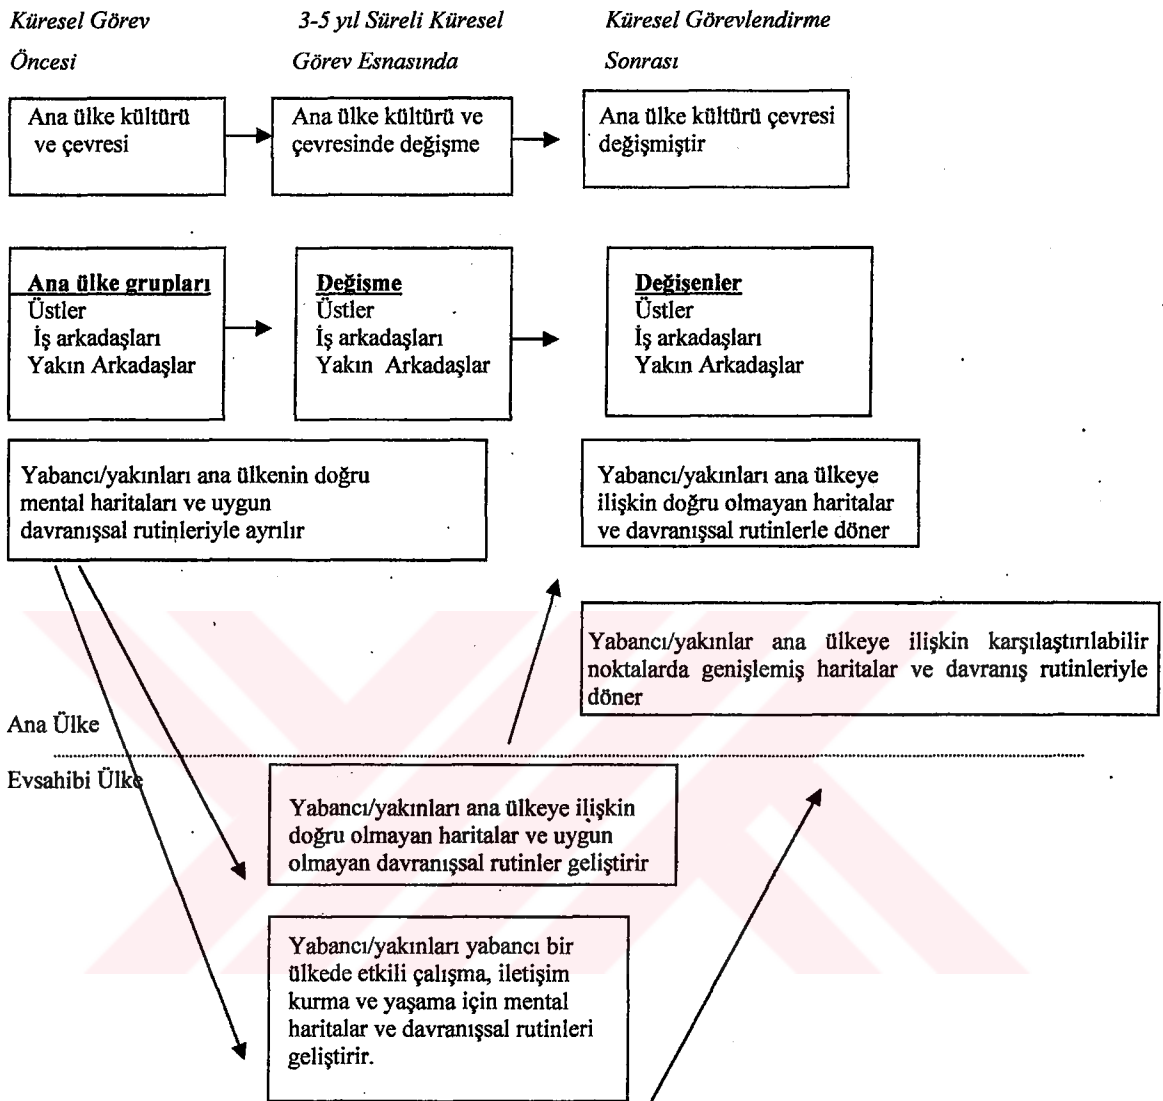 Küresel Görev
Öncesi
3-5 yıl Süreli Küresel
Görev Esnasında
Küresel Görevlendirme
Sonrası
Ana ülke kültürü
ve çevresi
Ana ülke kültürü ve
çevresinde değişme
Ana ülke kültürü çevresi
değişmiştir
Ana ülke grupları
Üstler
İş arkadaşları
Yakın Arkadaşlar
Değişme
Üstler
İş arkadaşları
Yakın Arkadaşlar
Değişenler
Üstler
İş arkadaşları
Yakın Arkadaşlar
Yabancı/yakınları ana ülkenin doğru
mental haritaları ve uygun
davranışsal rutinleriyle ayrılır
Yabancı/yakınları ana ülkeye
ilişkin doğru olmayan haritalar
ve davranışsal rutinlerle döner
Yabancı/yakınlar ana ülkeye ilişkin karşılaştırılabilir
noktalarda genişlemiş haritalar ve davranış rutinleriyle
döner
Ana Ülke
Evsahibi Ülke
Yabancı/yakınları ana ülkeye ilişkin
doğru olmayan haritalar ve uygun
olmayan davranışsal rutinler geliştirir
Yabancı/yakınları yabancı bir
ülkede etkili çalışma, iletişim
kurma ve yaşama için mental
haritalar ve davranışsal rutinleri
geliştirir.